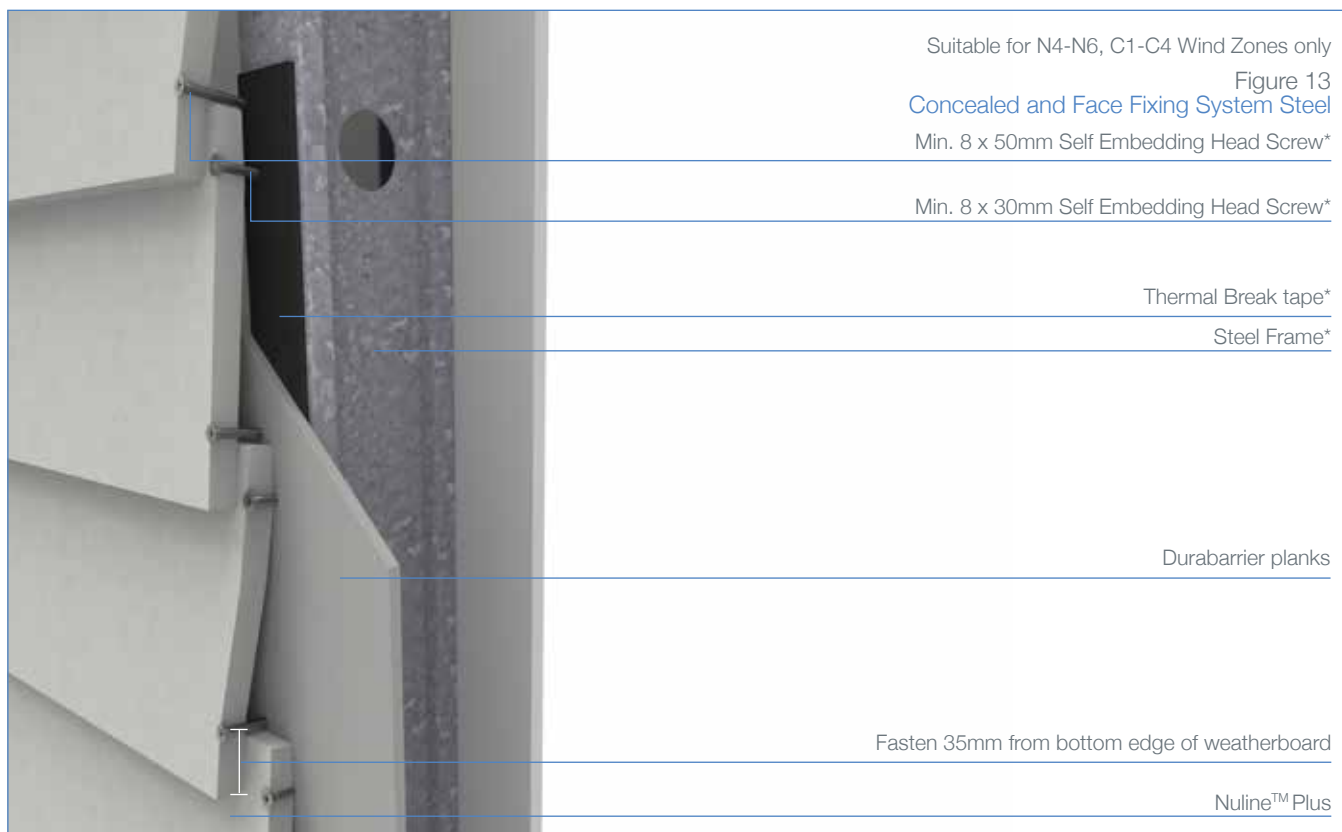 Suitable for N4-N6, C1-C4 Wind Zones only
Figure 13
Concealed and Face Fixing System Steel
Min. 8 x 50mm Self Embedding Head Screw*
Min. 8 x 30mm Self Embedding Head Screw*
Thermal Break tape*
Steel Frame*
Durabarrier planks
Fasten 35mm from bottom edge of weatherboard
Nuline™ Plus